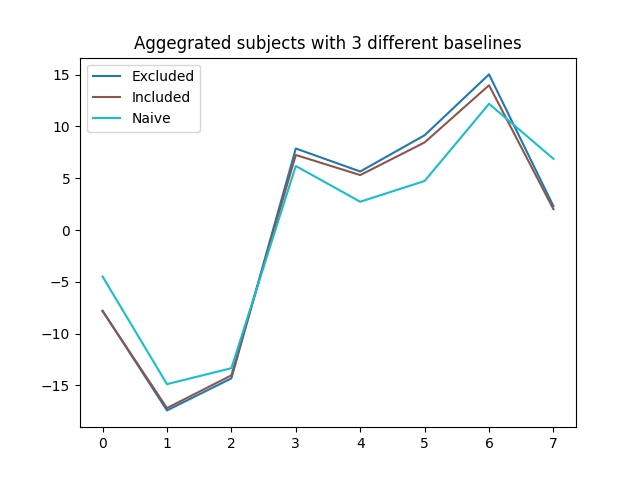 Aggegrated subjects with 3 different baselines
Excluded
Included
Naive
15
10
5
0
−5
−10
−15
0 1 2 3 4 5 6 7